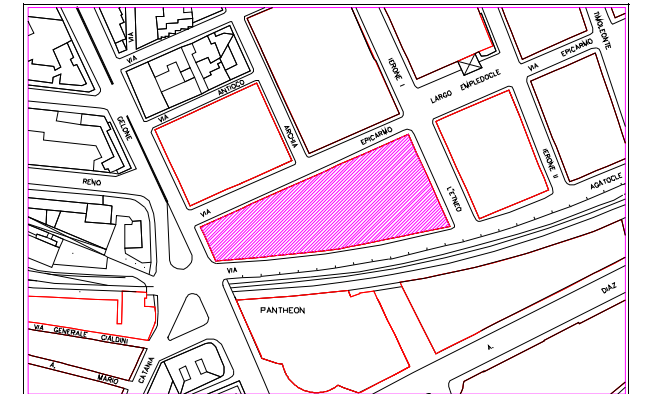 VIA
VIA
TIMOLEONTE
VIA EPICARMO
IERONE I
LARGO EMPLEDOCLE
VIA ANTIOCO
GELONE
ARCHIA
EPICARMO
IERONE II
RENO
AGATOCLE
L'ETNEO
VIA
VIA
DIAZ
PANTHEON
VIA GENERALE CIALDINI
A.
A.
MARIO
CATANIA